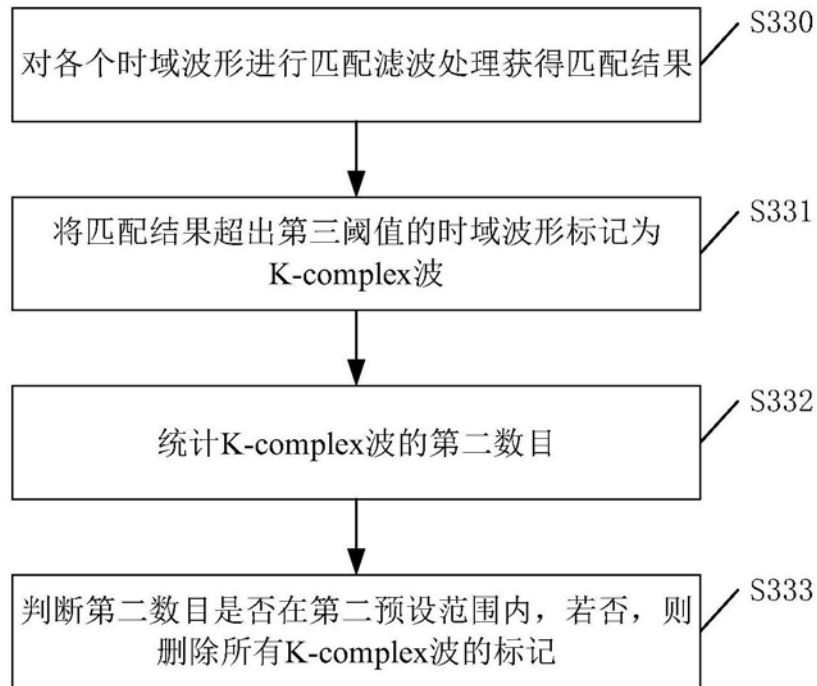 S330
对各个时域波形进行匹配滤波处理获得匹配结果
S331
将匹配结果超出第三阈值的时域波形标记为
K-complex波
S332
统计K-complex波的第二数目
S333
判断第二数目是否在第二预设范围内，若否，则
删除所有K-complex波的标记